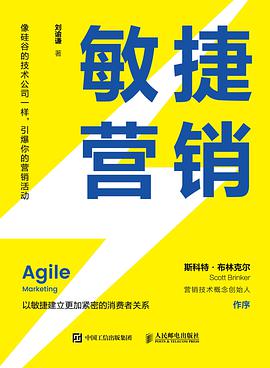 像硅谷的技术公司一样，引爆你的营销活动
刘谕谦 著
敏捷
营销
Agile
Marketing
以敏捷建立更加紧密的消费者关系
斯科特·布林克尔
Scott Brinker
营销技术概念创始人
作序
中国工信出版集团
人民邮电出版社
POSTS & TELECOM PRESS